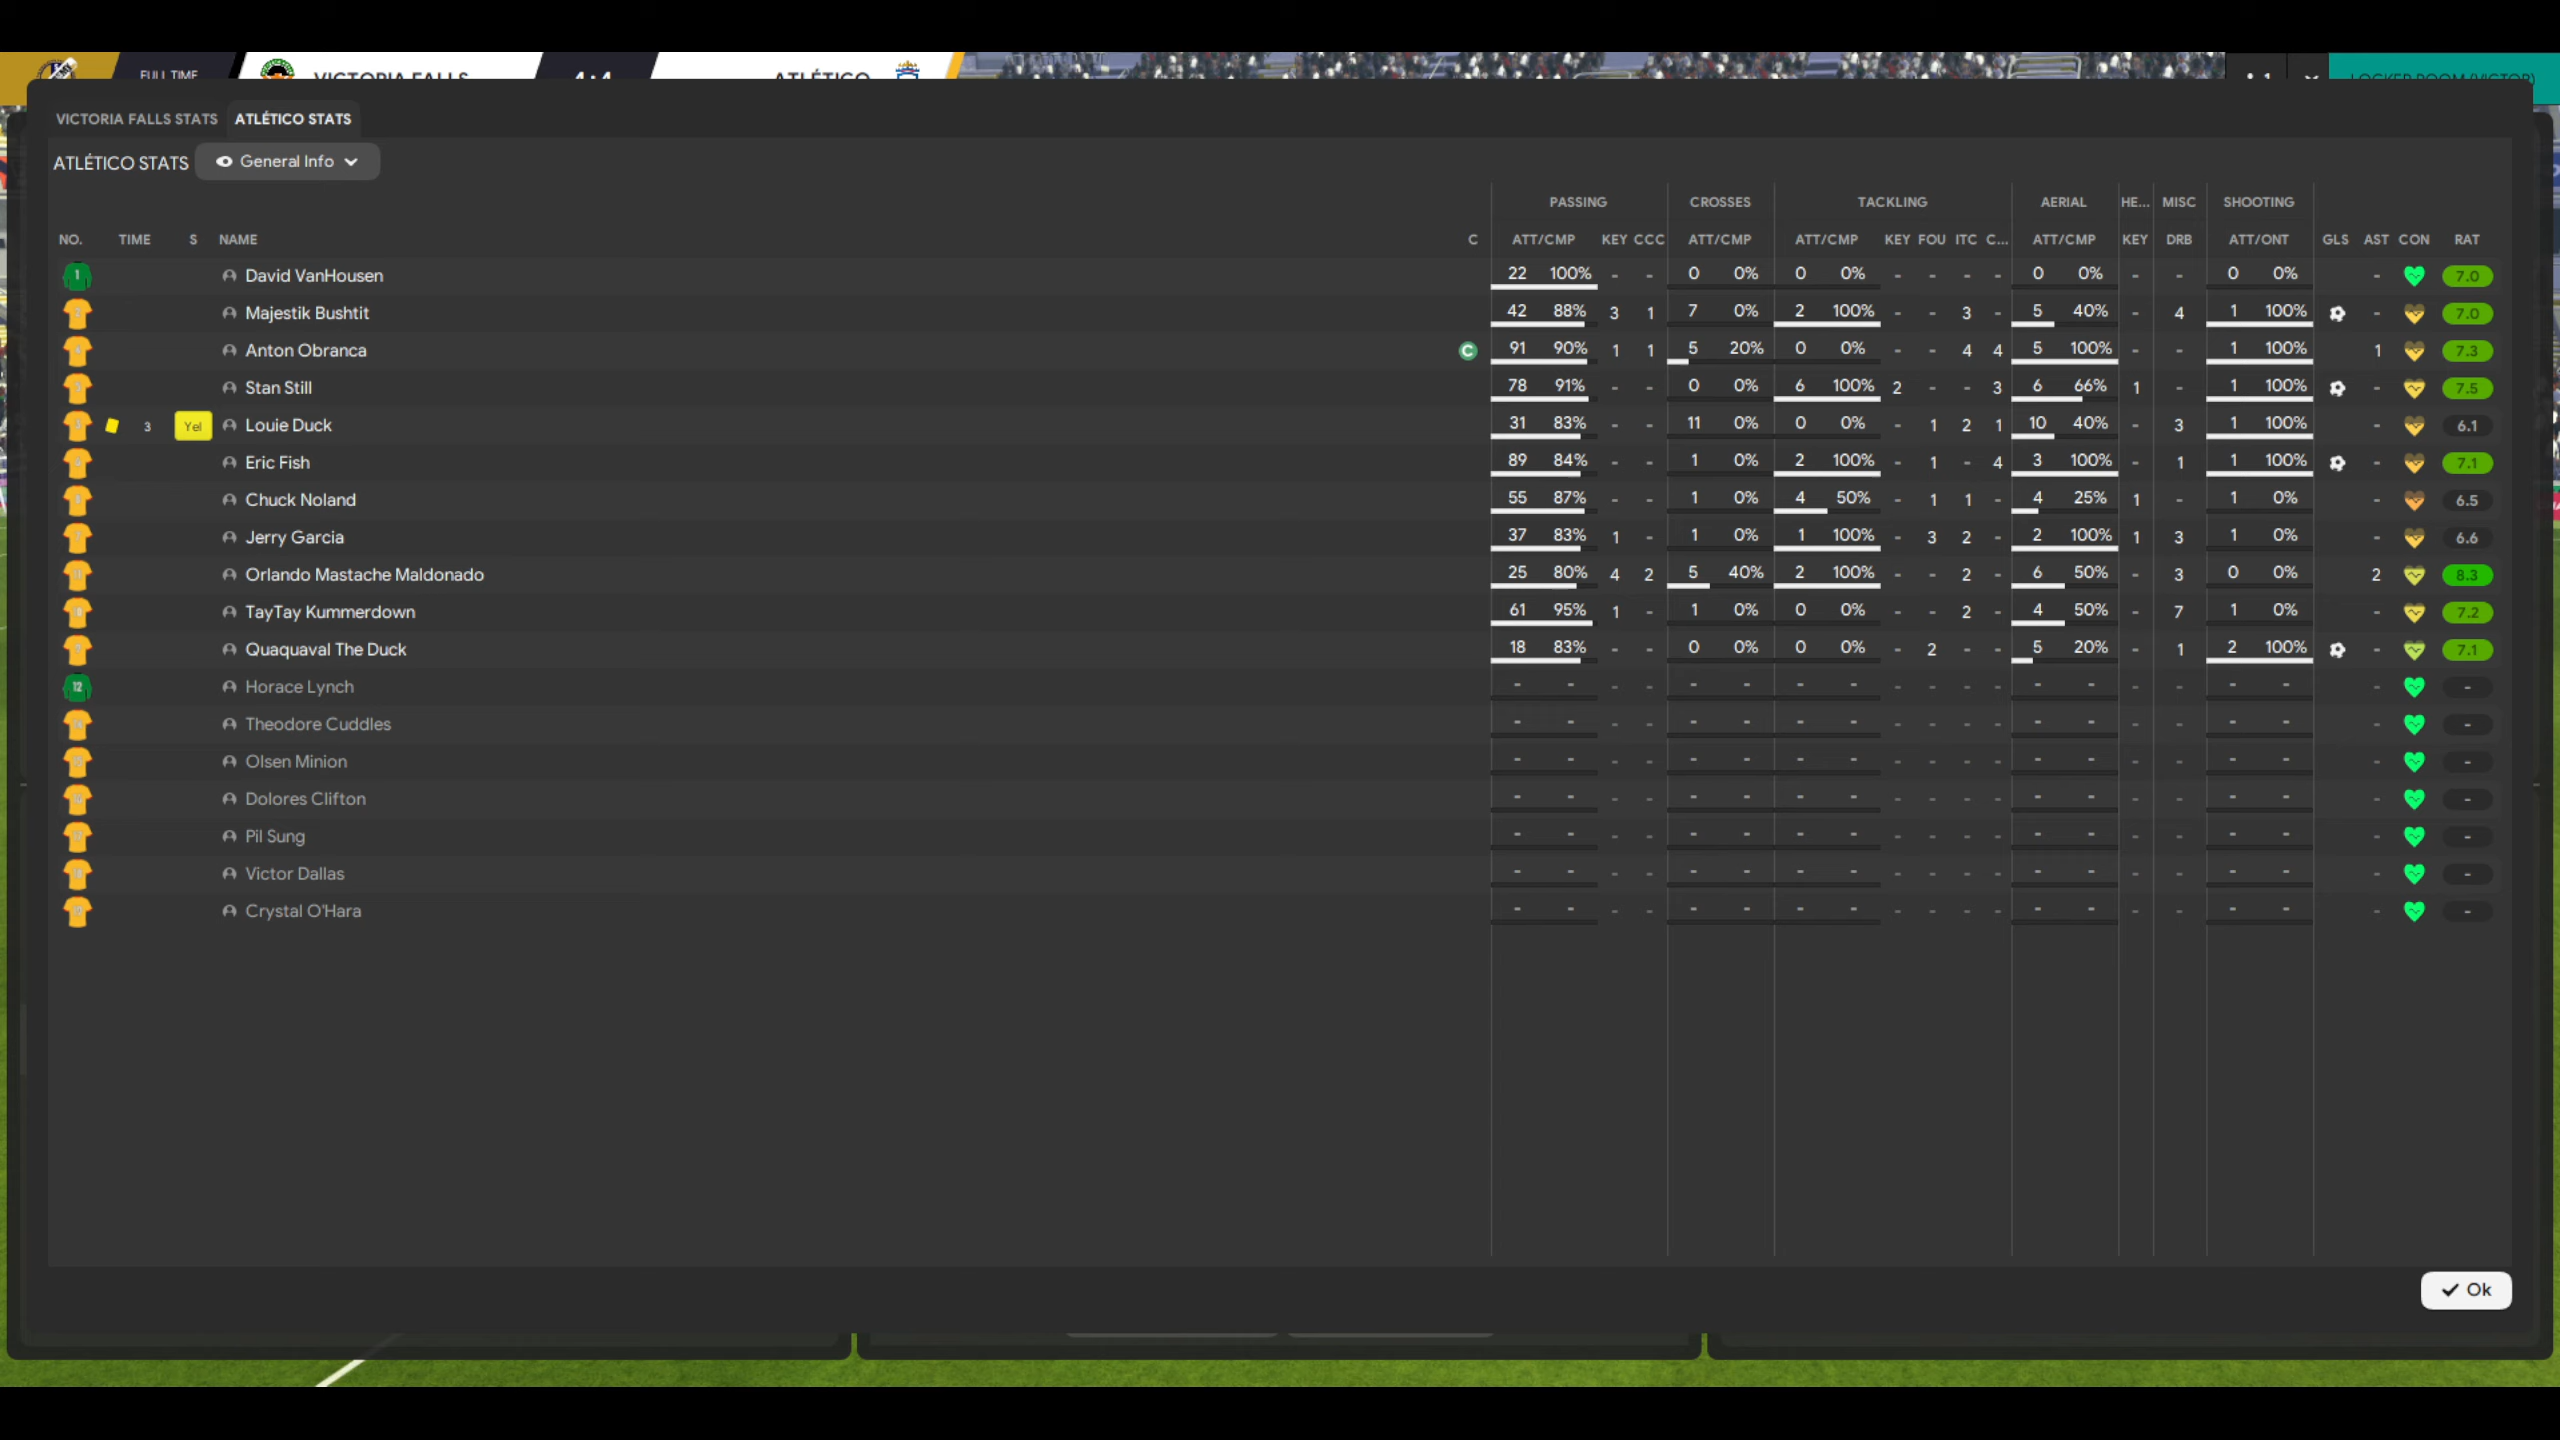 FULL TIME VICTORIA FALLS 4 : 4 ATLÉTICO 1 LOCKER ROOM (VICTOR)
VICTORIA FALLS STATS ATLÉTICO STATS
ATLÉTICO STATS General Info
PASSING CROSSES TACKLING AERIAL HE... MISC SHOOTING
NO. TIME S NAME C ATT/CMP KEY CCC ATT/CMP ATT/CMP KEY FOU ITC C... ATT/CMP KEY DRB ATT/ONT GLS AST CON RAT
1 David VanHousen 22 100% - - 0 0% 0 0% - - - - 0 0% - - 0 0% - 7.0
2 Majestik Bushtit 42 88% 3 1 7 0% 2 100% - - 3 - 5 40% - 4 1 100% - 7.0
Anton Obranca C 91 90% 1 1 5 20% 0 0% - - 4 4 5 100% - - 1 100% 1 7.3
Stan Still 78 91% - - 0 0% 6 100% 2 - - 3 6 66% 1 - 1 100% - 7.5
3 Yel Louie Duck 31 83% - - 11 0% 0 0% - 1 2 1 10 40% - 3 1 100% - 6.1
Eric Fish 89 84% - - 1 0% 2 100% - 1 - 4 3 100% - 1 1 100% - 7.1
Chuck Noland 55 87% - - 1 0% 4 50% - 1 1 - 4 25% 1 - 1 0% - 6.5
Jerry Garcia 37 83% 1 - 1 0% 1 100% - 3 2 - 2 100% 1 3 1 0% - 6.6
Orlando Mastache Maldonado 25 80% 4 2 5 40% 2 100% - - 2 - 6 50% - 3 0 0% 2 8.3
TayTay Kummerdown 61 95% 1 - 1 0% 0 0% - - 2 - 4 50% - 7 1 0% - 7.2
Quaquaval The Duck 18 83% - - 0 0% 0 0% - 2 - - 5 20% - 1 2 100% - 7.1
12 Horace Lynch - - - - - - - - - - - - - - - - - - - -
Theodore Cuddles - - - - - - - - - - - - - - - - - - - -
Olsen Minion - - - - - - - - - - - - - - - - - - - -
Dolores Clifton - - - - - - - - - - - - - - - - - - - -
Pil Sung - - - - - - - - - - - - - - - - - - - -
Victor Dallas - - - - - - - - - - - - - - - - - - - -
Crystal O'Hara - - - - - - - - - - - - - - - - - - - -
Ok